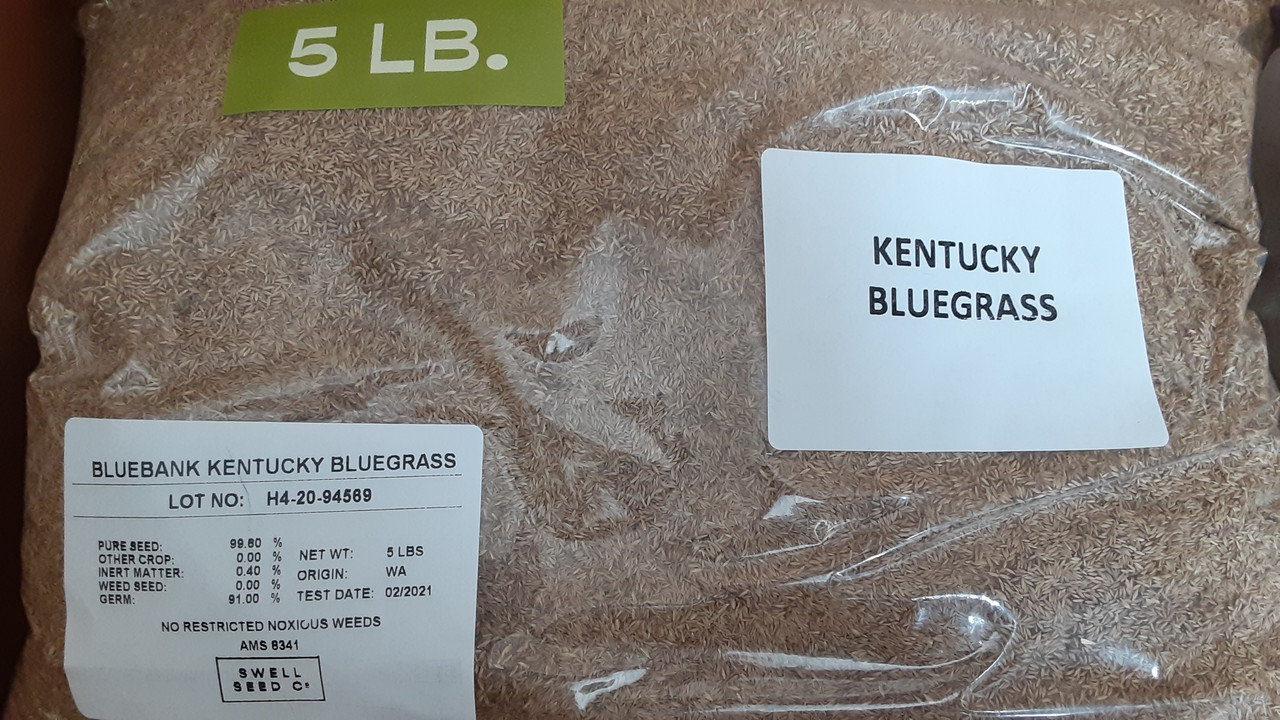 5 LB.
KENTUCKY
BLUEGRASS
BLUEBANK KENTUCKY BLUEGRASS
LOT NO: H4-20-94569
PURE SEED: 99.60 %
OTHER CROP: 0.00 %
INERT MATTER: 0.40 %
WEED SEED: 0.00 %
GERM: 91.00 %
NET WT: 5 LBS
ORIGIN: WA
TEST DATE: 02/2021
NO RESTRICTED NOXIOUS WEEDS
AMS 8341
SWELL
SEED Cº